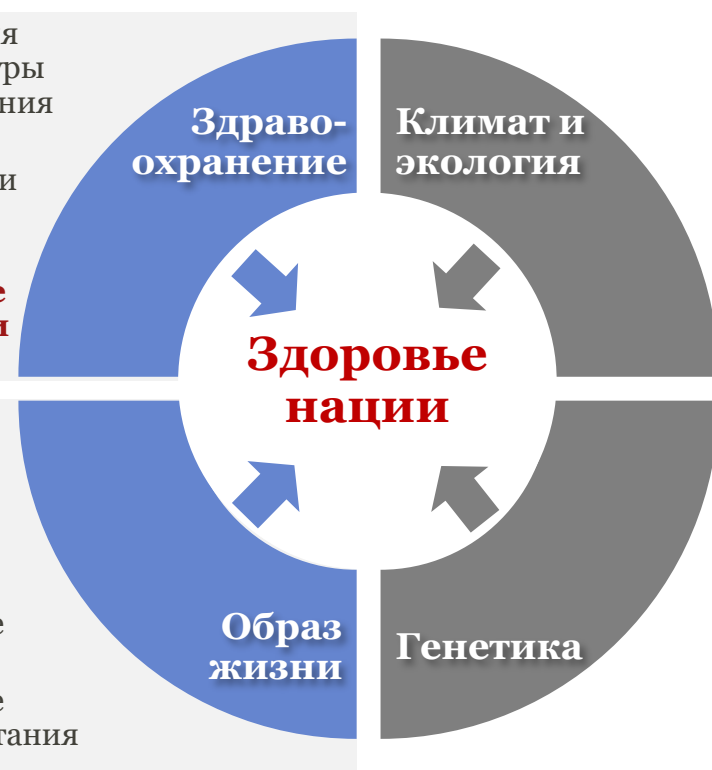 Здраво-
охранение
Климат и
экология
Здоровье
нации
Образ
жизни
Генетика